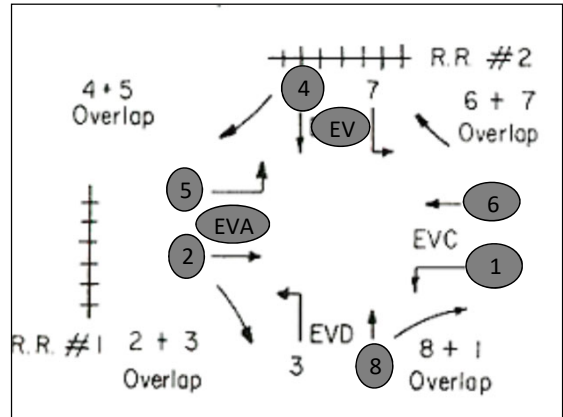 R.R. #2
4 + 5
Overlap
4
7
6 + 7
Overlap
EV
5
6
EVA
EVC
2
1
R.R. #1
2 + 3
Overlap
3
EVD
8
8 + 1
Overlap